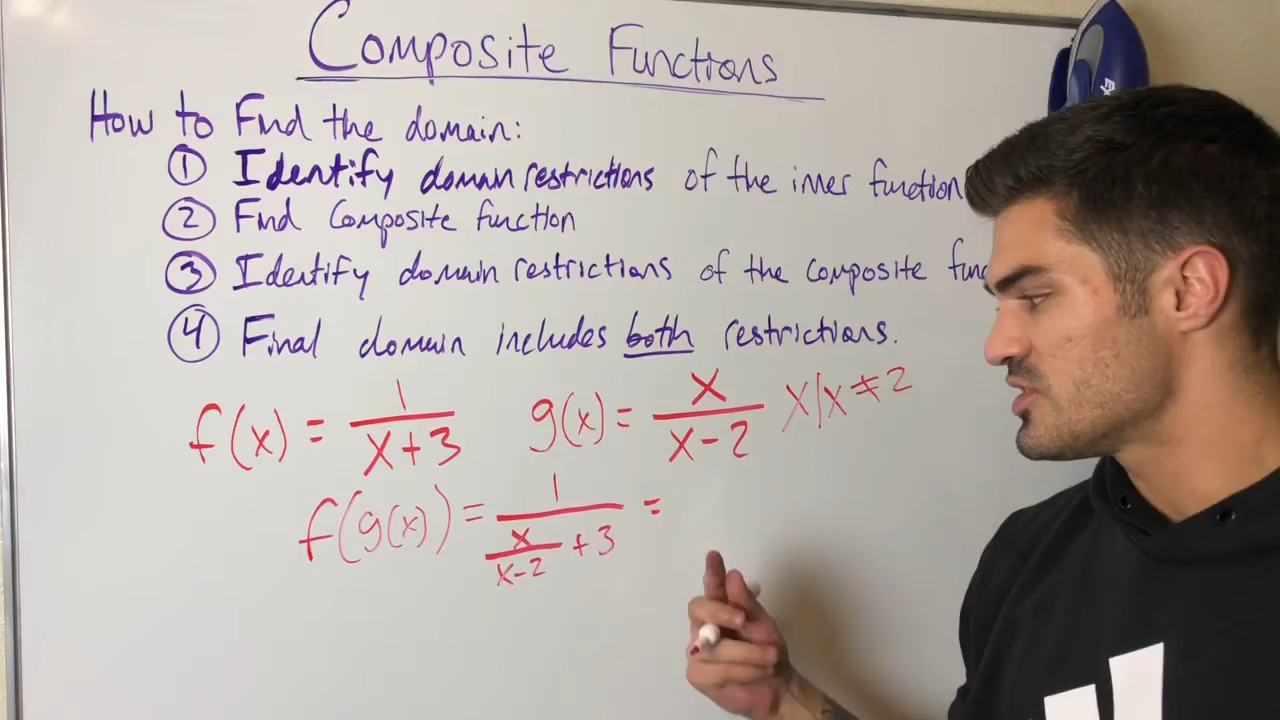 Composite Functions
How to Find the domain:
① Identify domain restrictions of the inner function
② Find Composite function
③ Identify domain restrictions of the composite func
④ Final domain includes both restrictions.
f(x) = 1/(x+3) g(x) = x/(x-2) x|x≠2
f(g(x)) = 1/(x/(x-2) +3) =